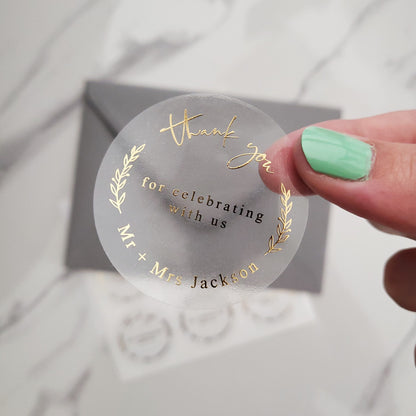 thank
you
for celebrating
with us
Mr + Mrs Jackson